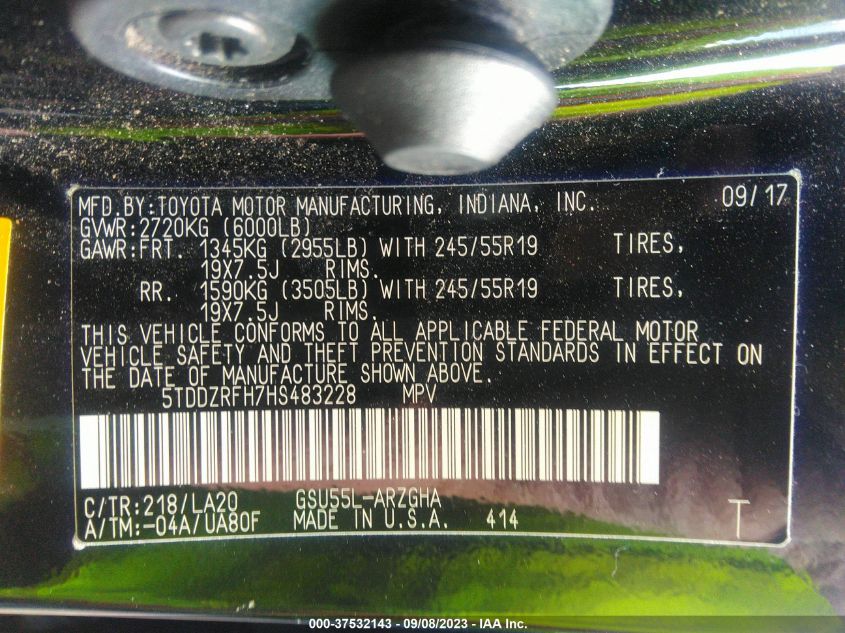 MFD.BY:TOYOTA MOTOR MANUFACTURING, INDIANA, INC. 09/17
GVWR:2720KG (6000LB)
GAWR:FRT. 1345KG (2955LB) WITH 245/55R19 TIRES,
19X7.5J RIMS.
RR. 1590KG (3505LB) WITH 245/55R19 TIRES,
19X7.5J RIMS.
THIS VEHICLE CONFORMS TO ALL APPLICABLE FEDERAL MOTOR
VEHICLE SAFETY AND THEFT PREVENTION STANDARDS IN EFFECT ON
THE DATE OF MANUFACTURE SHOWN ABOVE.
5TDDZRFH7HS483228 MPV
C/TR:218/LA20 GSU55L-ARZGHA
A/TM:-04A/UA80F MADE IN U.S.A. 414 T
000-37532143 / 09/08/2023 - IAA Inc.